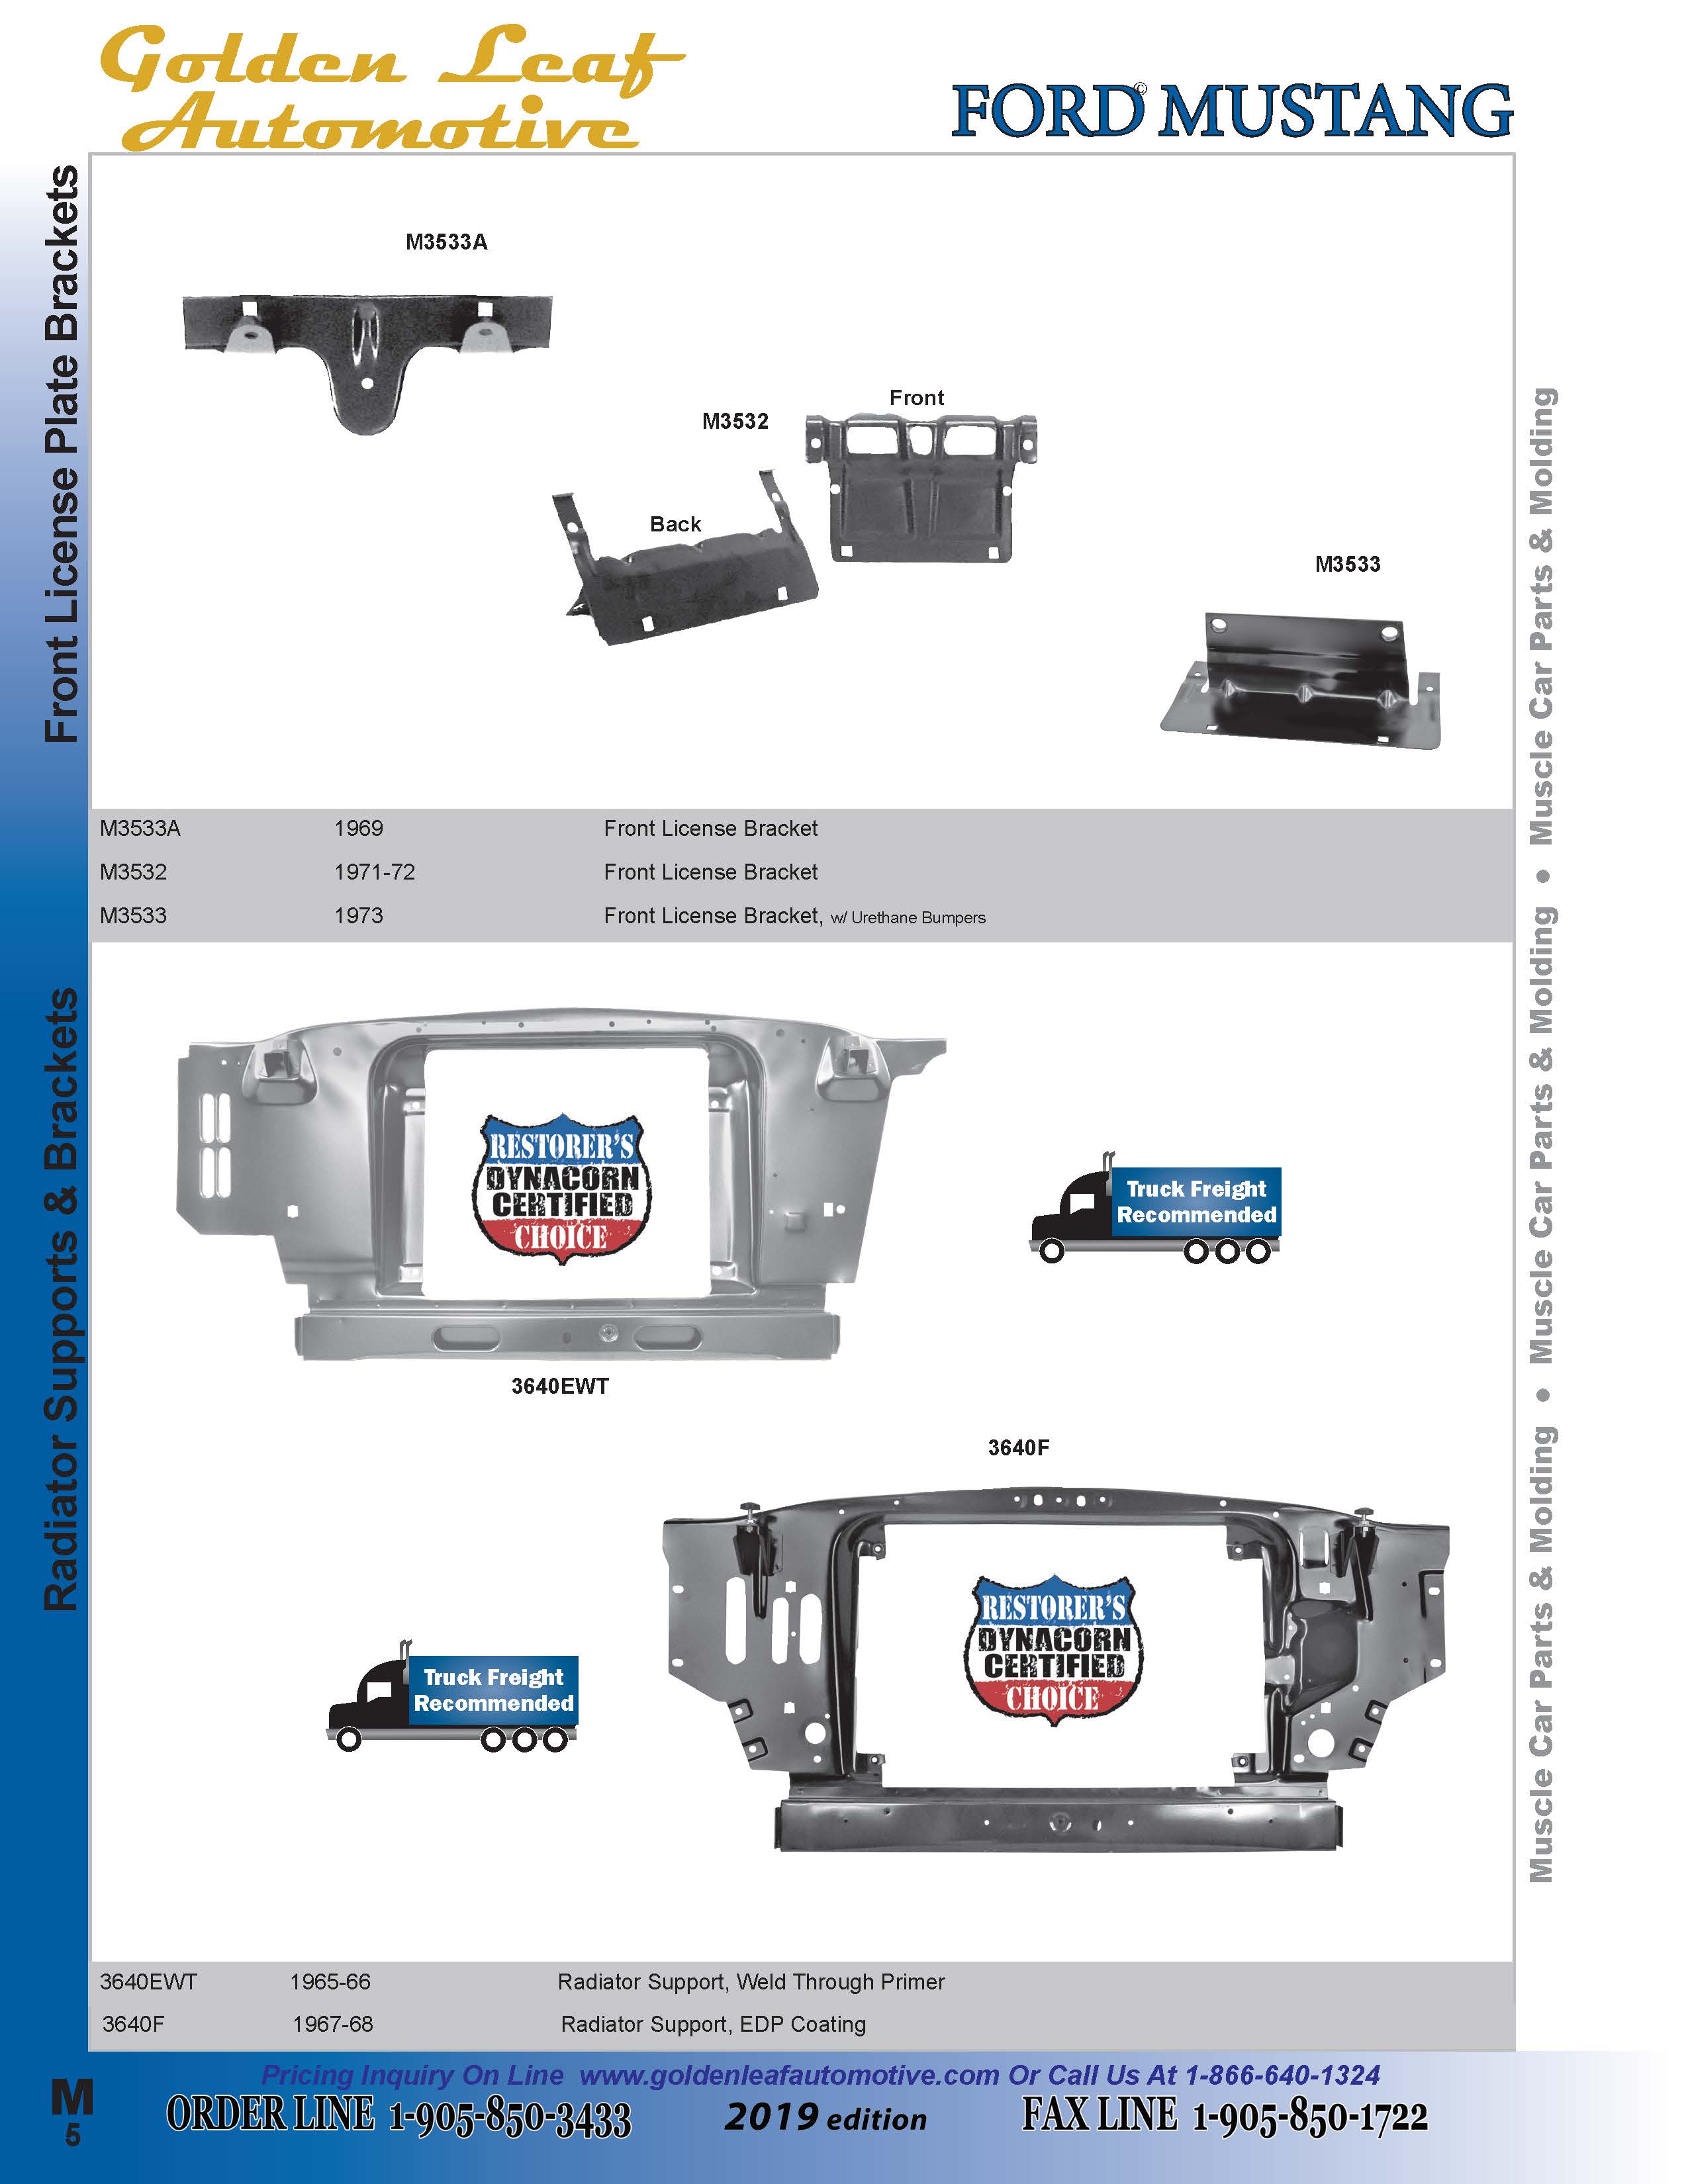 Golden Leaf
Automotive
FORD© MUSTANG
Front License Plate Brackets
M3533A
Front
M3532
Back
M3533
M3533A 1969 Front License Bracket
M3532 1971-72 Front License Bracket
M3533 1973 Front License Bracket, w/ Urethane Bumpers
Radiator Supports & Brackets
RESTORER'S
DYNACORN
CERTIFIED
CHOICE
Truck Freight
Recommended
3640EWT
3640F
RESTORER'S
DYNACORN
CERTIFIED
CHOICE
Truck Freight
Recommended
3640EWT 1965-66 Radiator Support, Weld Through Primer
3640F 1967-68 Radiator Support, EDP Coating
Muscle Car Parts & Molding • Muscle Car Parts & Molding • Muscle Car Parts & Molding
Pricing Inquiry On Line www.goldenleafautomotive.com Or Call Us At 1-866-640-1324
M
5
ORDER LINE 1-905-850-3433 2019 edition FAX LINE 1-905-850-1722